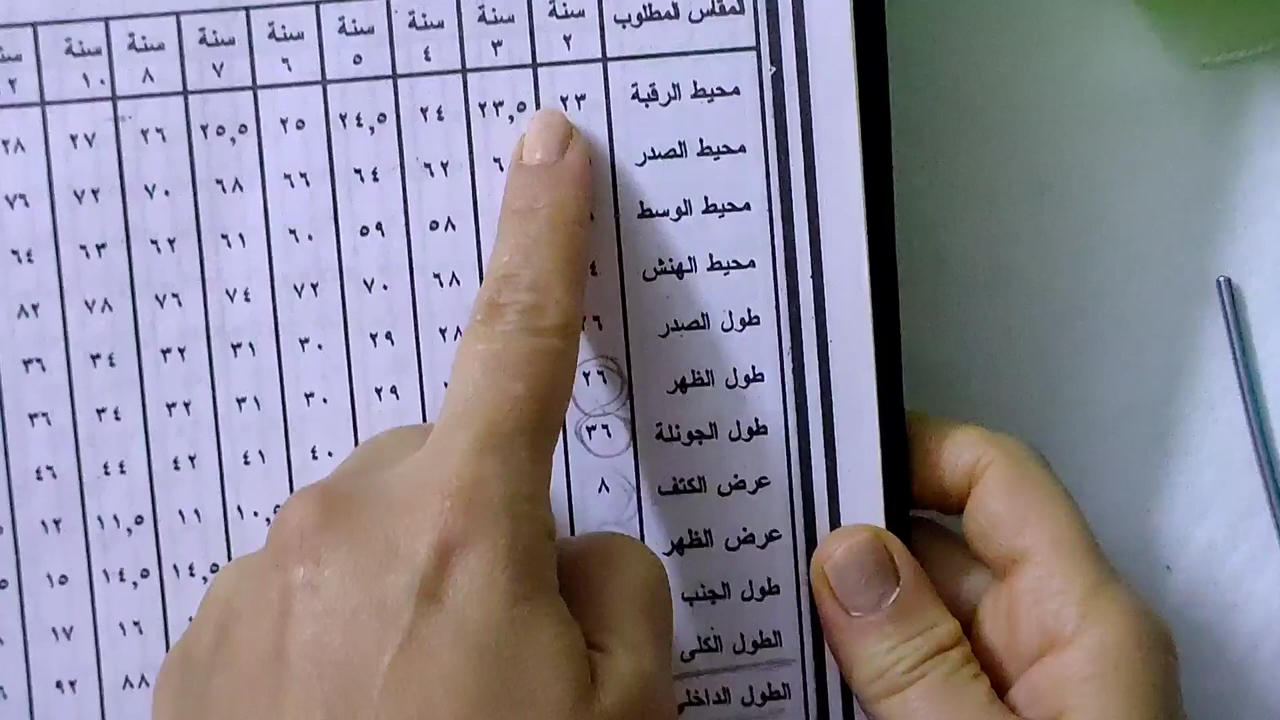 المقاس المطلوب سنة ٢ سنة ٣ سنة ٤ سنة ٥ سنة ٦ سنة ٧ سنة ٨ سنة ١٠
محيط الرقبة ٢٣ ٢٣,٥ ٢٤ ٢٤,٥ ٢٥ ٢٥,٥ ٢٦ ٢٧ ٢٨
محيط الصدر ٦٢ ٦٤ ٦٦ ٦٨ ٧٠ ٧٢ ٧٦
محيط الوسط ٥٨ ٥٩ ٦٠ ٦١ ٦٢ ٦٣ ٦٤
محيط الهنش ٦٨ ٧٠ ٧٢ ٧٤ ٧٦ ٧٨ ٨٢
طول الصدر ٢٦ ٢٨ ٢٩ ٣٠ ٣١ ٣٢ ٣٤ ٣٦
طول الظهر ٢٦ ٢٩ ٣٠ ٣١ ٣٢ ٣٤ ٣٦
طول الجونلة ٣٦ ٤٠ ٤١ ٤٢ ٤٤ ٤٦
عرض الكتف ٨ ١٠,٥ ١١ ١١,٥ ١٢
عرض الظهر ١٤,٥ ١٤,٥ ١٥
طول الجنب ١٦ ١٧
الطول الكلى ٨٨ ٩٢
الطول الداخلي